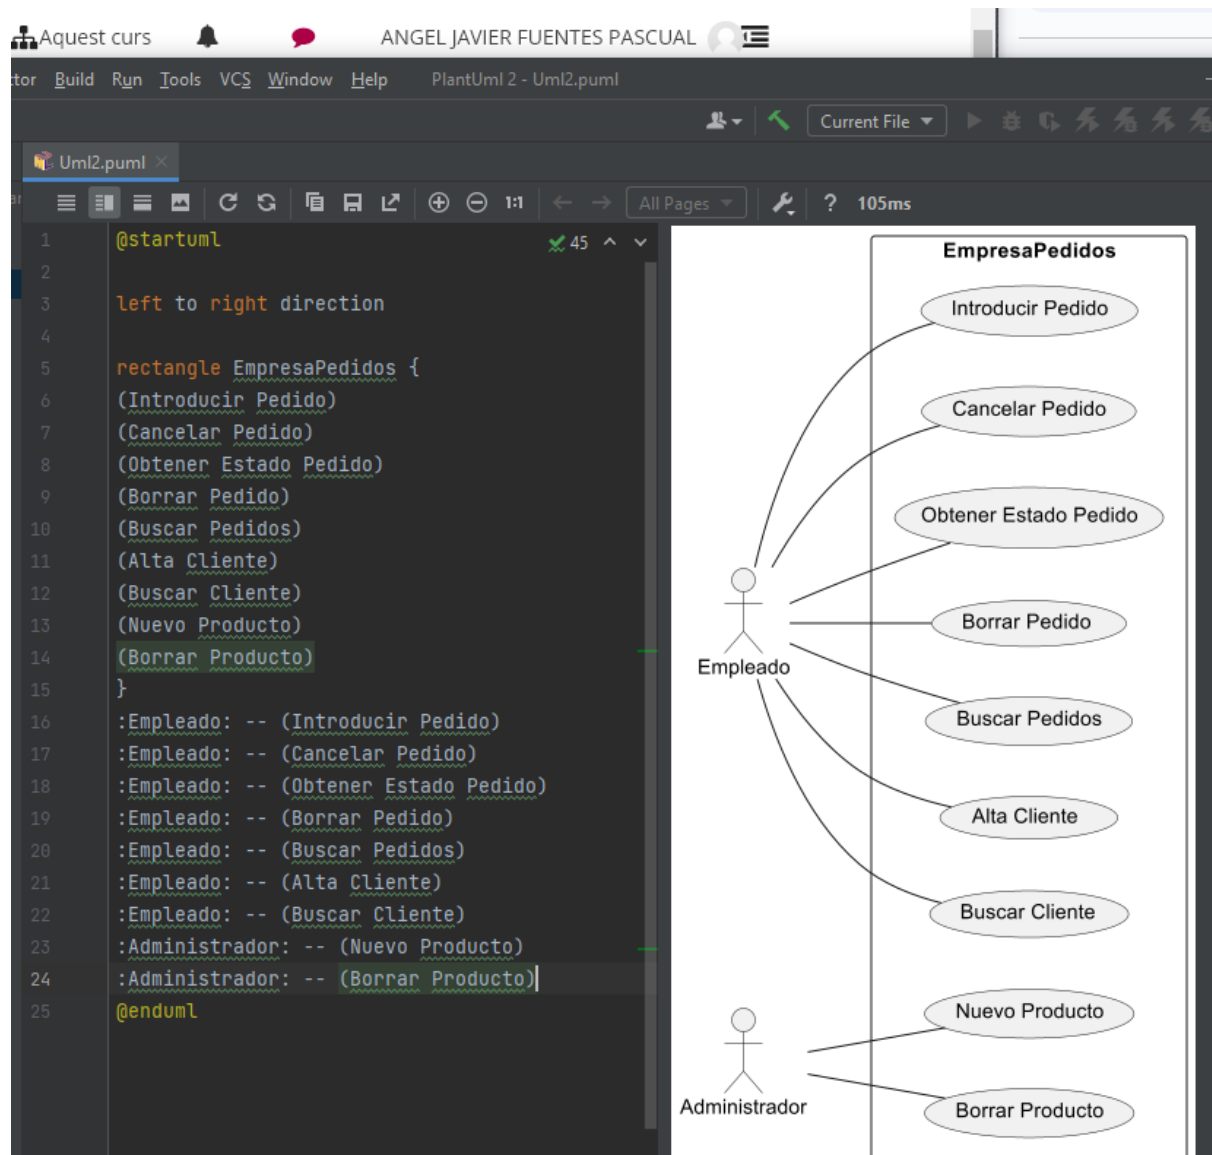 Aquest curs ANGEL JAVIER FUENTES PASCUAL
ctor Build Run Tools VCS Window Help PlantUml 2 - Uml2.puml
Current File
Uml2.puml
1:1 All Pages ? 105ms
1 @startuml
45
2
3 left to right direction
4
5 rectangle EmpresaPedidos {
6 (Introducir Pedido)
7 (Cancelar Pedido)
8 (Obtener Estado Pedido)
9 (Borrar Pedido)
10 (Buscar Pedidos)
11 (Alta Cliente)
12 (Buscar Cliente)
13 (Nuevo Producto)
14 (Borrar Producto)
15 }
16 :Empleado: -- (Introducir Pedido)
17 :Empleado: -- (Cancelar Pedido)
18 :Empleado: -- (Obtener Estado Pedido)
19 :Empleado: -- (Borrar Pedido)
20 :Empleado: -- (Buscar Pedidos)
21 :Empleado: -- (Alta Cliente)
22 :Empleado: -- (Buscar Cliente)
23 :Administrador: -- (Nuevo Producto)
24 :Administrador: -- (Borrar Producto)
25 @enduml
EmpresaPedidos
Introducir Pedido
Cancelar Pedido
Obtener Estado Pedido
Borrar Pedido
Empleado
Buscar Pedidos
Alta Cliente
Buscar Cliente
Nuevo Producto
Administrador
Borrar Producto